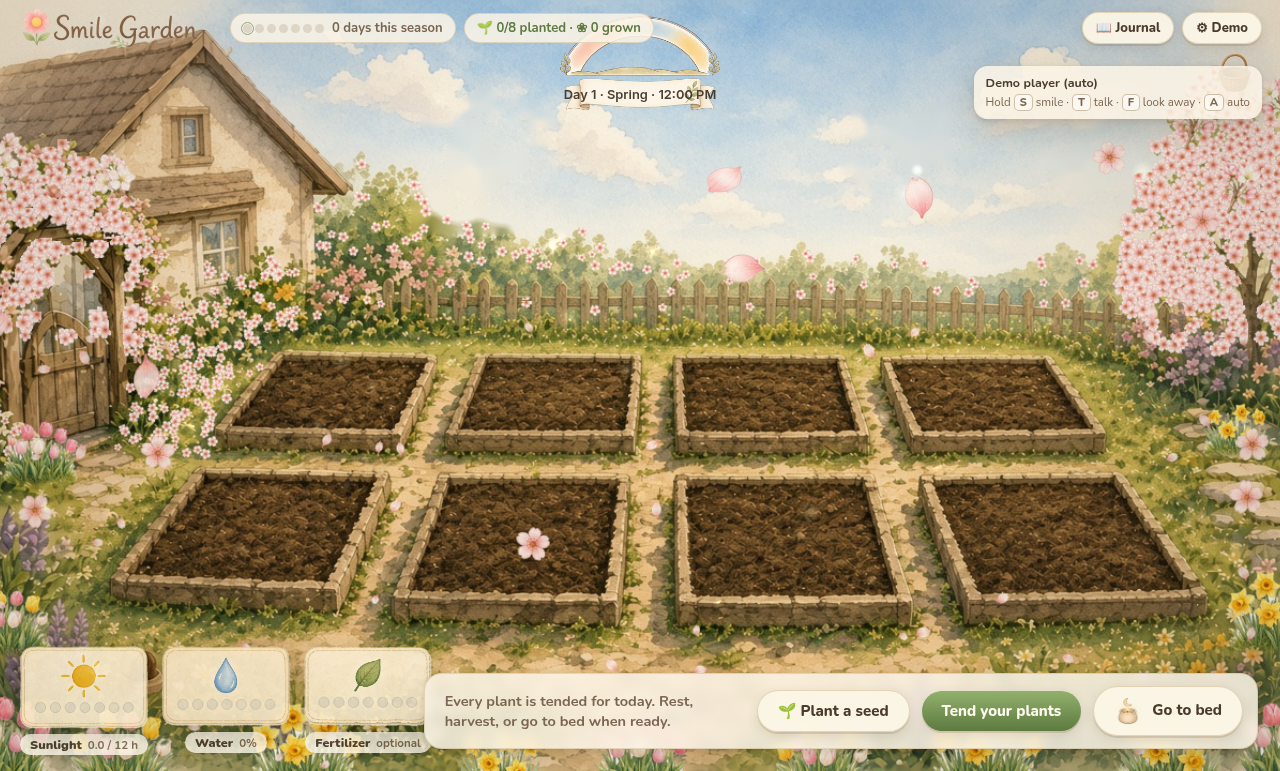 Smile Garden
0 days this season
0/8 planted · 0 grown
Journal
Demo
Day 1 · Spring · 12:00 PM
Demo player (auto)
Hold S smile · T talk · F look away · A auto
Every plant is tended for today. Rest,
harvest, or go to bed when ready.
Plant a seed
Tend your plants
Go to bed
Sunlight 0.0 / 12 h
Water 0%
Fertilizer optional